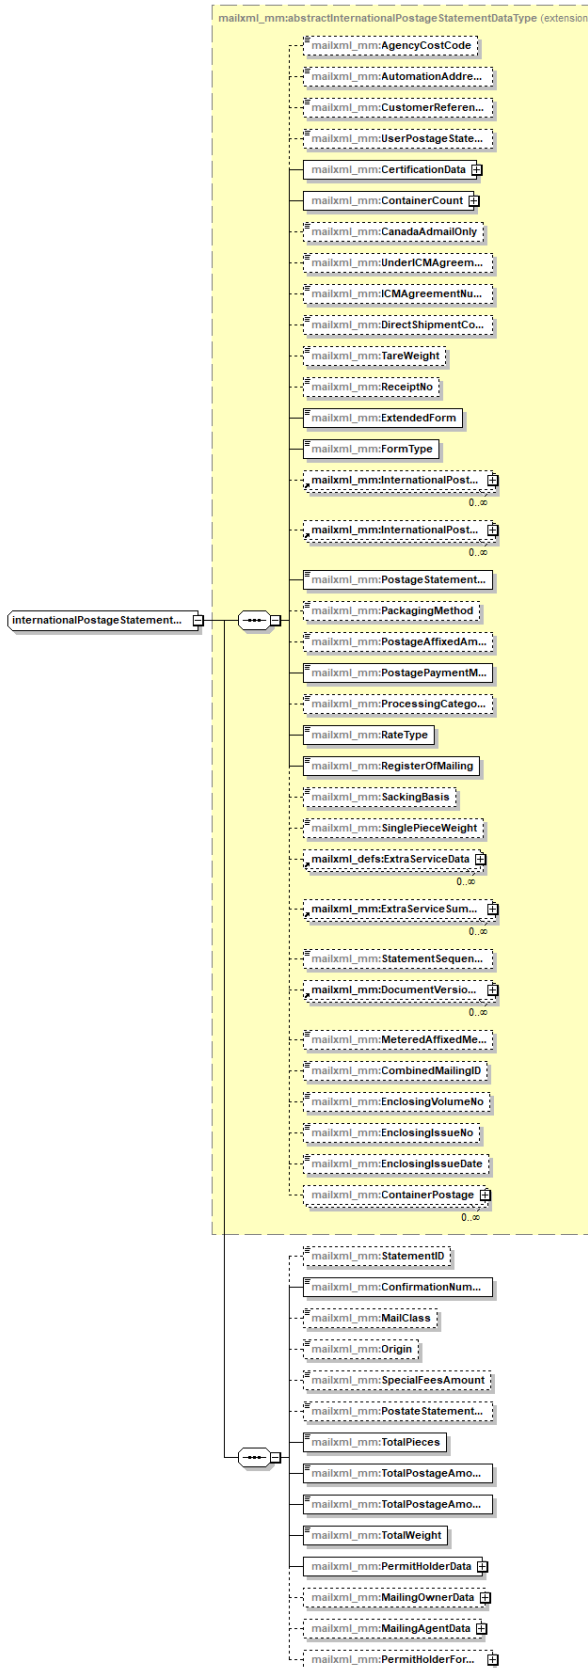 mailxml_mm:abstractInternationalPostageStatementDataType (extension
mailxml_mm:AgencyCostCode
mailxml_mm:AutomationAddre...
mailxml_mm:CustomerReferen...
mailxml_mm:UserPostageState...
mailxml_mm:CertificationData
mailxml_mm:ContainerCount
mailxml_mm:CanadaAdmailOnly
mailxml_mm:UnderICMAgreem...
mailxml_mm:ICMAgreementNu...
mailxml_mm:DirectShipmentCo...
mailxml_mm:TareWeight
mailxml_mm:ReceiptNo
mailxml_mm:ExtendedForm
mailxml_mm:FormType
mailxml_mm:InternationalPost...
0..∞
mailxml_mm:InternationalPost...
0..∞
mailxml_mm:PostageStatement...
mailxml_mm:PackagingMethod
internationalPostageStatement...
mailxml_mm:PostageAffixedAm...
mailxml_mm:PostagePaymentM...
mailxml_mm:ProcessingCatego...
mailxml_mm:RateType
mailxml_mm:RegisterOfMailing
mailxml_mm:SackingBasis
mailxml_mm:SinglePieceWeight
mailxml_defs:ExtraServiceData
0..∞
mailxml_mm:ExtraServiceSum...
0..∞
mailxml_mm:StatementSequen...
mailxml_mm:DocumentVersio...
0..∞
mailxml_mm:MeteredAffixedMe...
mailxml_mm:CombinedMailingID
mailxml_mm:EnclosingVolumeNo
mailxml_mm:EnclosingIssueNo
mailxml_mm:EnclosingIssueDate
mailxml_mm:ContainerPostage
0..∞
mailxml_mm:StatementID
mailxml_mm:ConfirmationNum...
mailxml_mm:MailClass
mailxml_mm:Origin
mailxml_mm:SpecialFeesAmount
mailxml_mm:PostateStatement...
mailxml_mm:TotalPieces
mailxml_mm:TotalPostageAmo...
mailxml_mm:TotalPostageAmo...
mailxml_mm:TotalWeight
mailxml_mm:PermitHolderData
mailxml_mm:MailingOwnerData
mailxml_mm:MailingAgentData
mailxml_mm:PermitHolderFor...